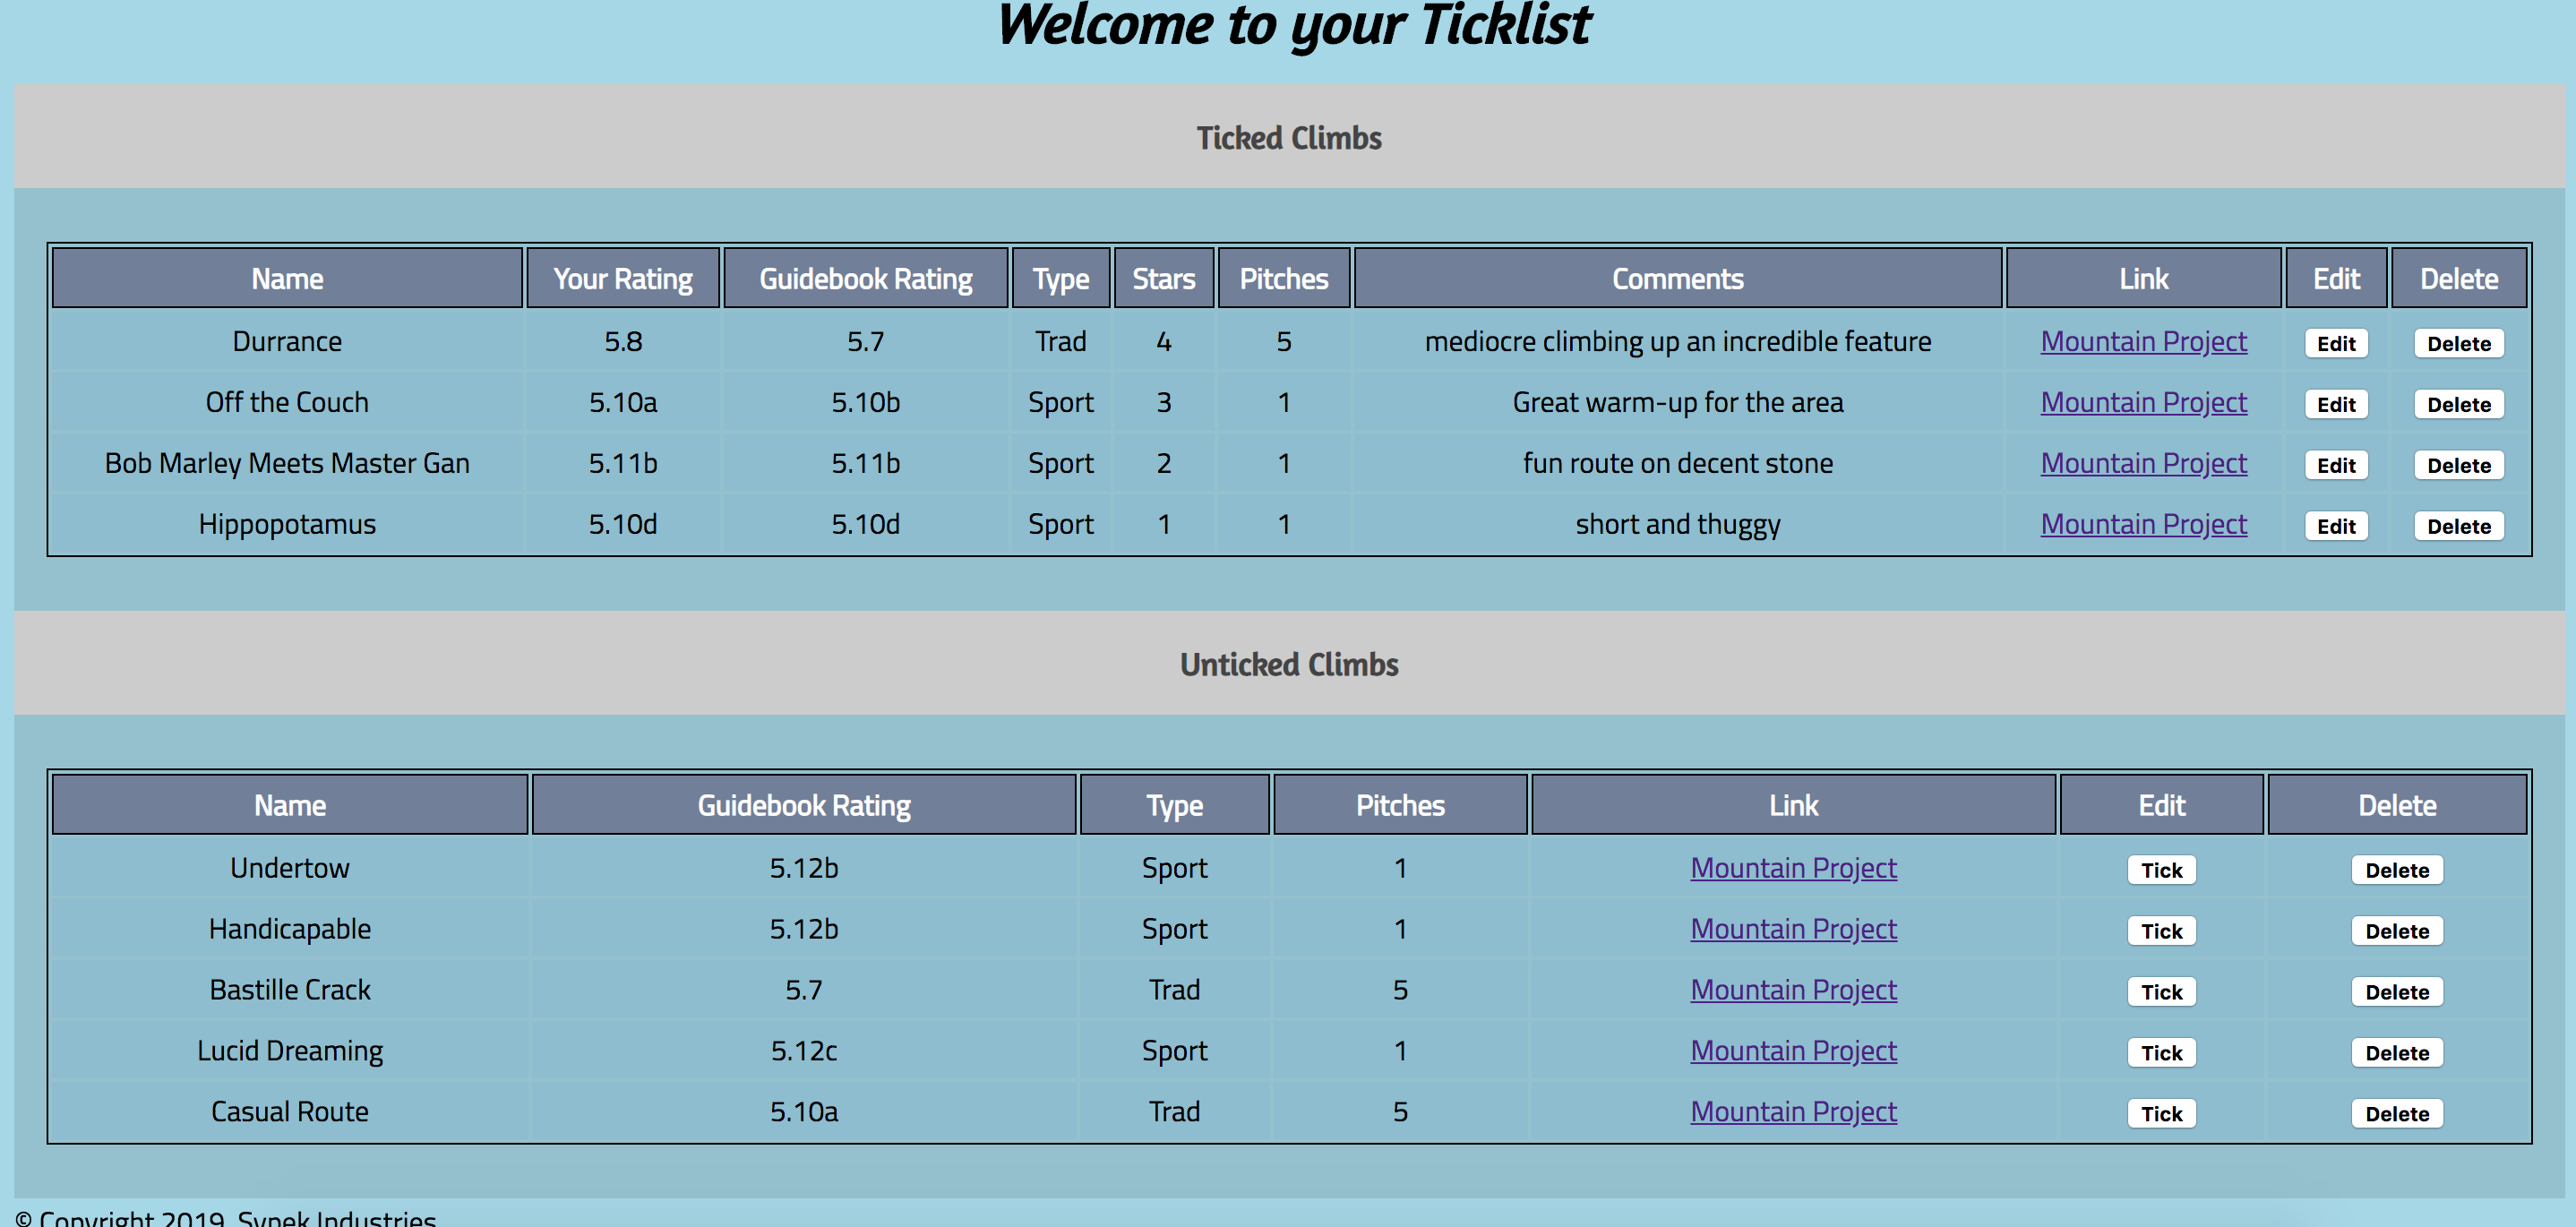 Welcome to your Ticklist
Ticked Climbs
Name Your Rating Guidebook Rating Type Stars Pitches Comments Link Edit Delete
Durrance 5.8 5.7 Trad 4 5 mediocre climbing up an incredible feature Mountain Project Edit Delete
Off the Couch 5.10a 5.10b Sport 3 1 Great warm-up for the area Mountain Project Edit Delete
Bob Marley Meets Master Gan 5.11b 5.11b Sport 2 1 fun route on decent stone Mountain Project Edit Delete
Hippopotamus 5.10d 5.10d Sport 1 1 short and thuggy Mountain Project Edit Delete
Unticked Climbs
Name Guidebook Rating Type Pitches Link Edit Delete
Undertow 5.12b Sport 1 Mountain Project Tick Delete
Handicapable 5.12b Sport 1 Mountain Project Tick Delete
Bastille Crack 5.7 Trad 5 Mountain Project Tick Delete
Lucid Dreaming 5.12c Sport 1 Mountain Project Tick Delete
Casual Route 5.10a Trad 5 Mountain Project Tick Delete
© Copyright 2019, Sypek Industries